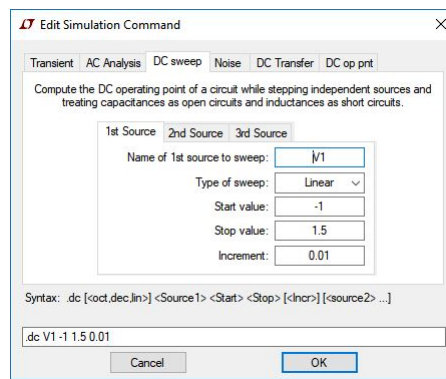 Edit Simulation Command
Transient AC Analysis DC sweep Noise DC Transfer DC op pnt
Compute the DC operating point of a circuit while stepping independent sources and
treating capacitances as open circuits and inductances as short circuits.
1st Source 2nd Source 3rd Source
Name of 1st source to sweep: V1
Type of sweep: Linear
Start value: -1
Stop value: 1.5
Increment: 0.01
Syntax: .dc [<oct,dec,lin>] <Source1> <Start> <Stop> [<Incr>] [<source2> ...]
.dc V1 -1 1.5 0.01
Cancel OK